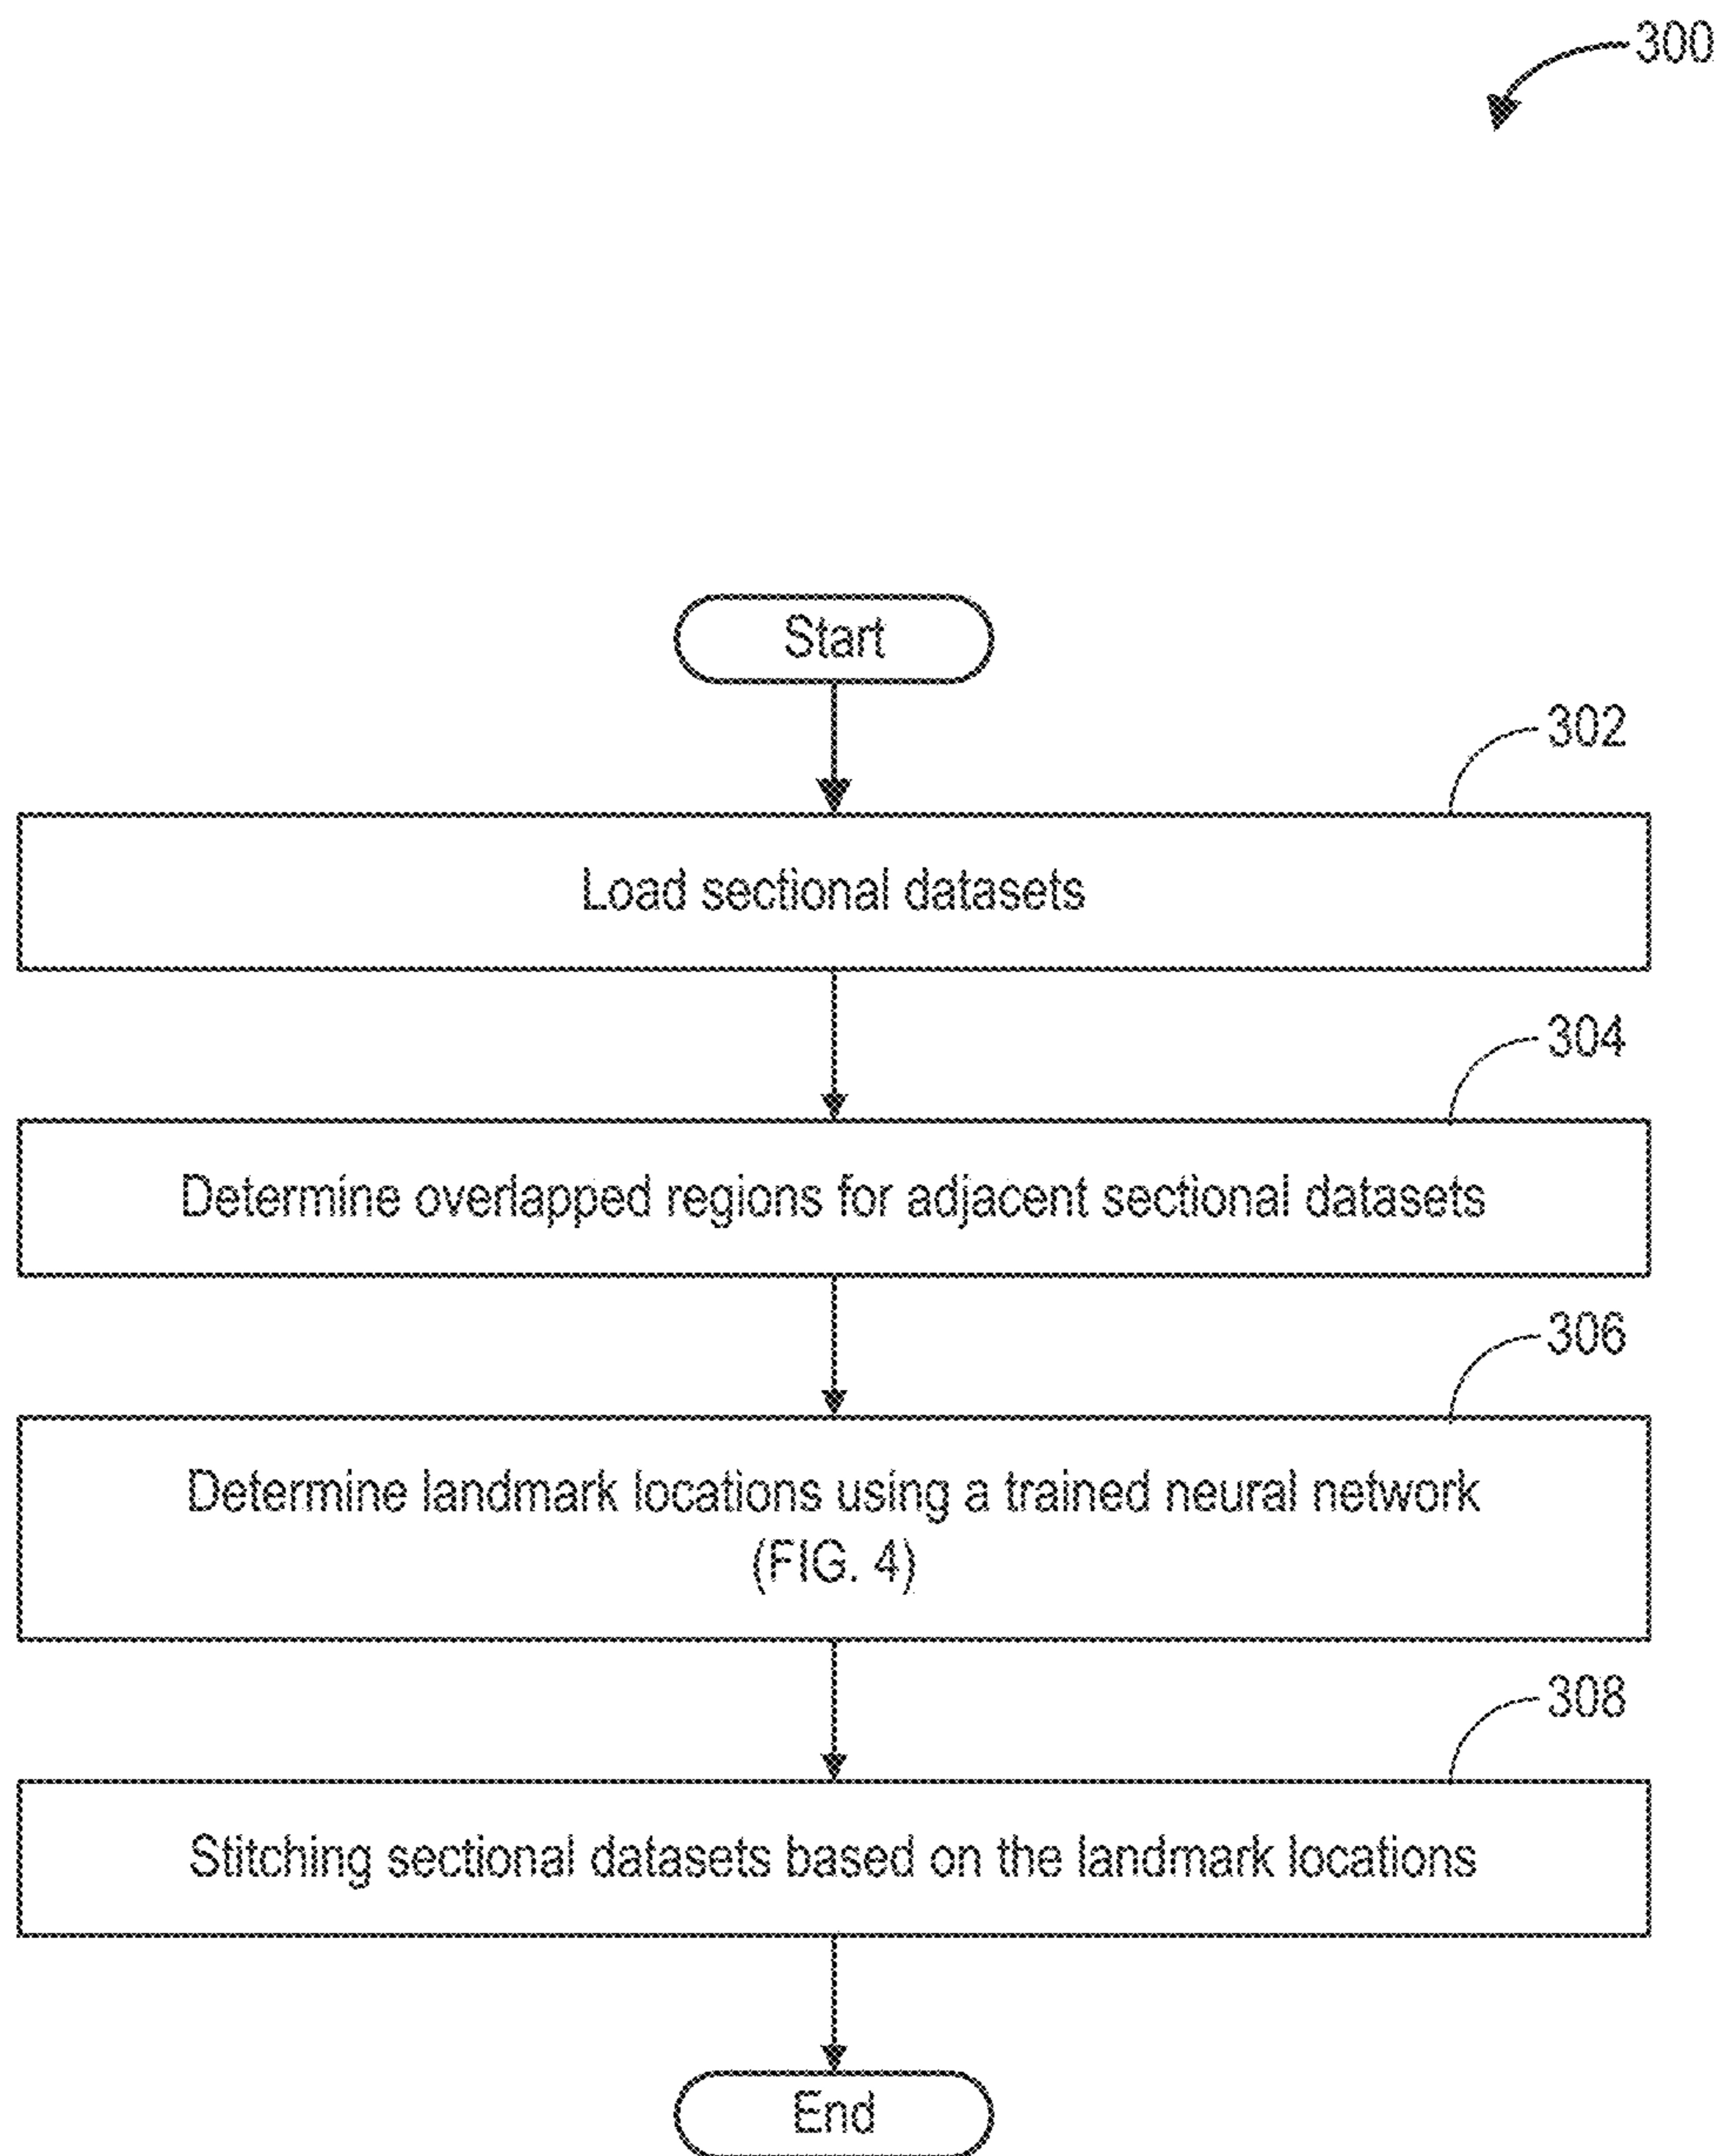 300
Start
302
Load sectional datasets
304
Determine overlapped regions for adjacent sectional datasets
306
Determine landmark locations using a trained neural network
(FIG. 4)
308
Stitching sectional datasets based on the landmark locations
End